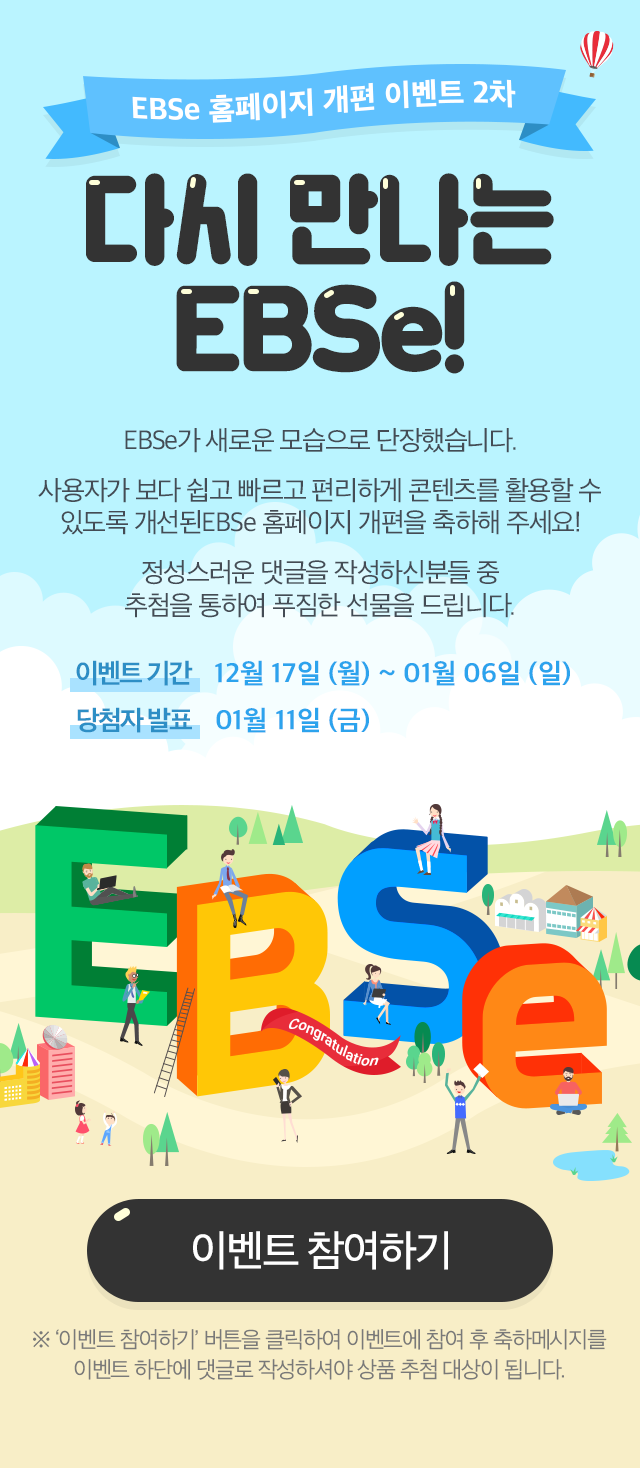 EBSe 홈페이지 개편 이벤트 2차
다시 만나는
EBSe!
EBSe가 새로운 모습으로 단장했습니다.
사용자가 보다 쉽고 빠르고 편리하게 콘텐츠를 활용할 수
있도록 개선된EBSe 홈페이지 개편을 축하해 주세요!
정성스러운 댓글을 작성하신분들 중
추첨을 통하여 푸짐한 선물을 드립니다.
이벤트 기간 12월 17일 (월) ~ 01월 06일 (일)
당첨자 발표 01월 11일 (금)
EBSe
Congratulation
이벤트 참여하기
※ ‘이벤트 참여하기’ 버튼을 클릭하여 이벤트에 참여 후 축하메시지를
이벤트 하단에 댓글로 작성하셔야 상품 추첨 대상이 됩니다.